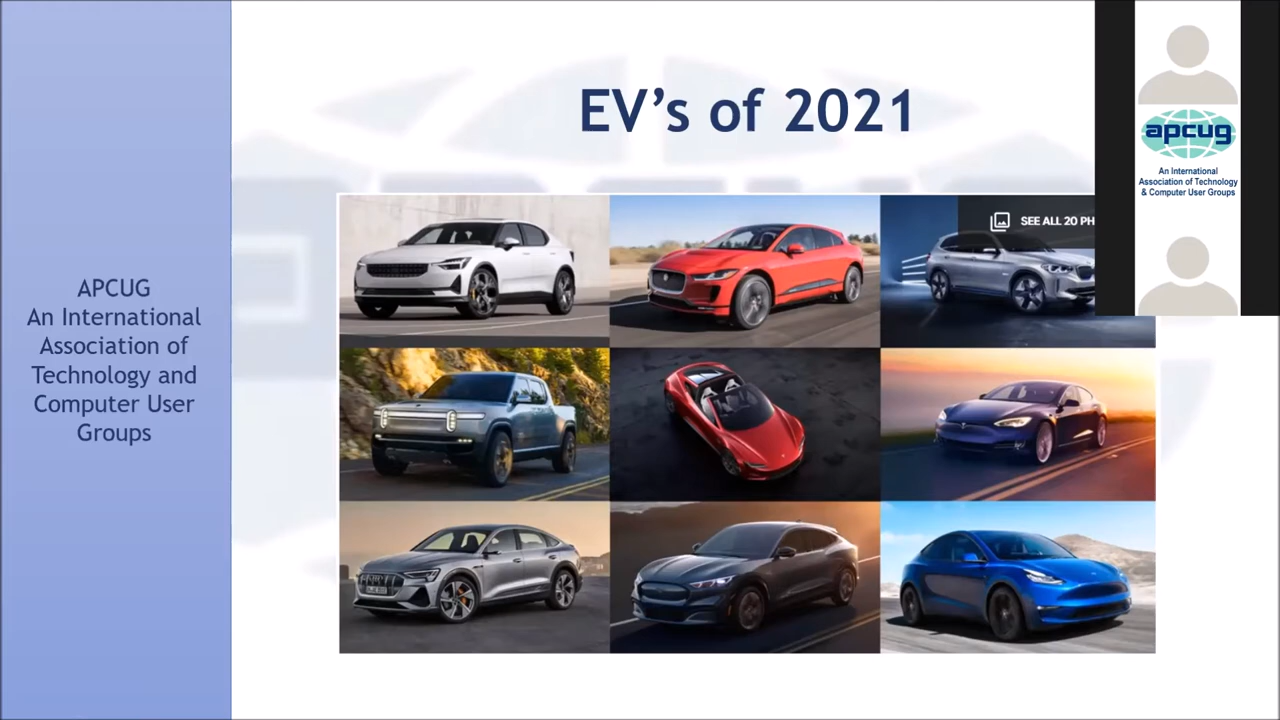 EV’s of 2021
APCUG
An International
Association of
Technology and
Computer User
Groups
SEE ALL 20 PH
apcug
An International
Association of Technology
& Computer User Groups